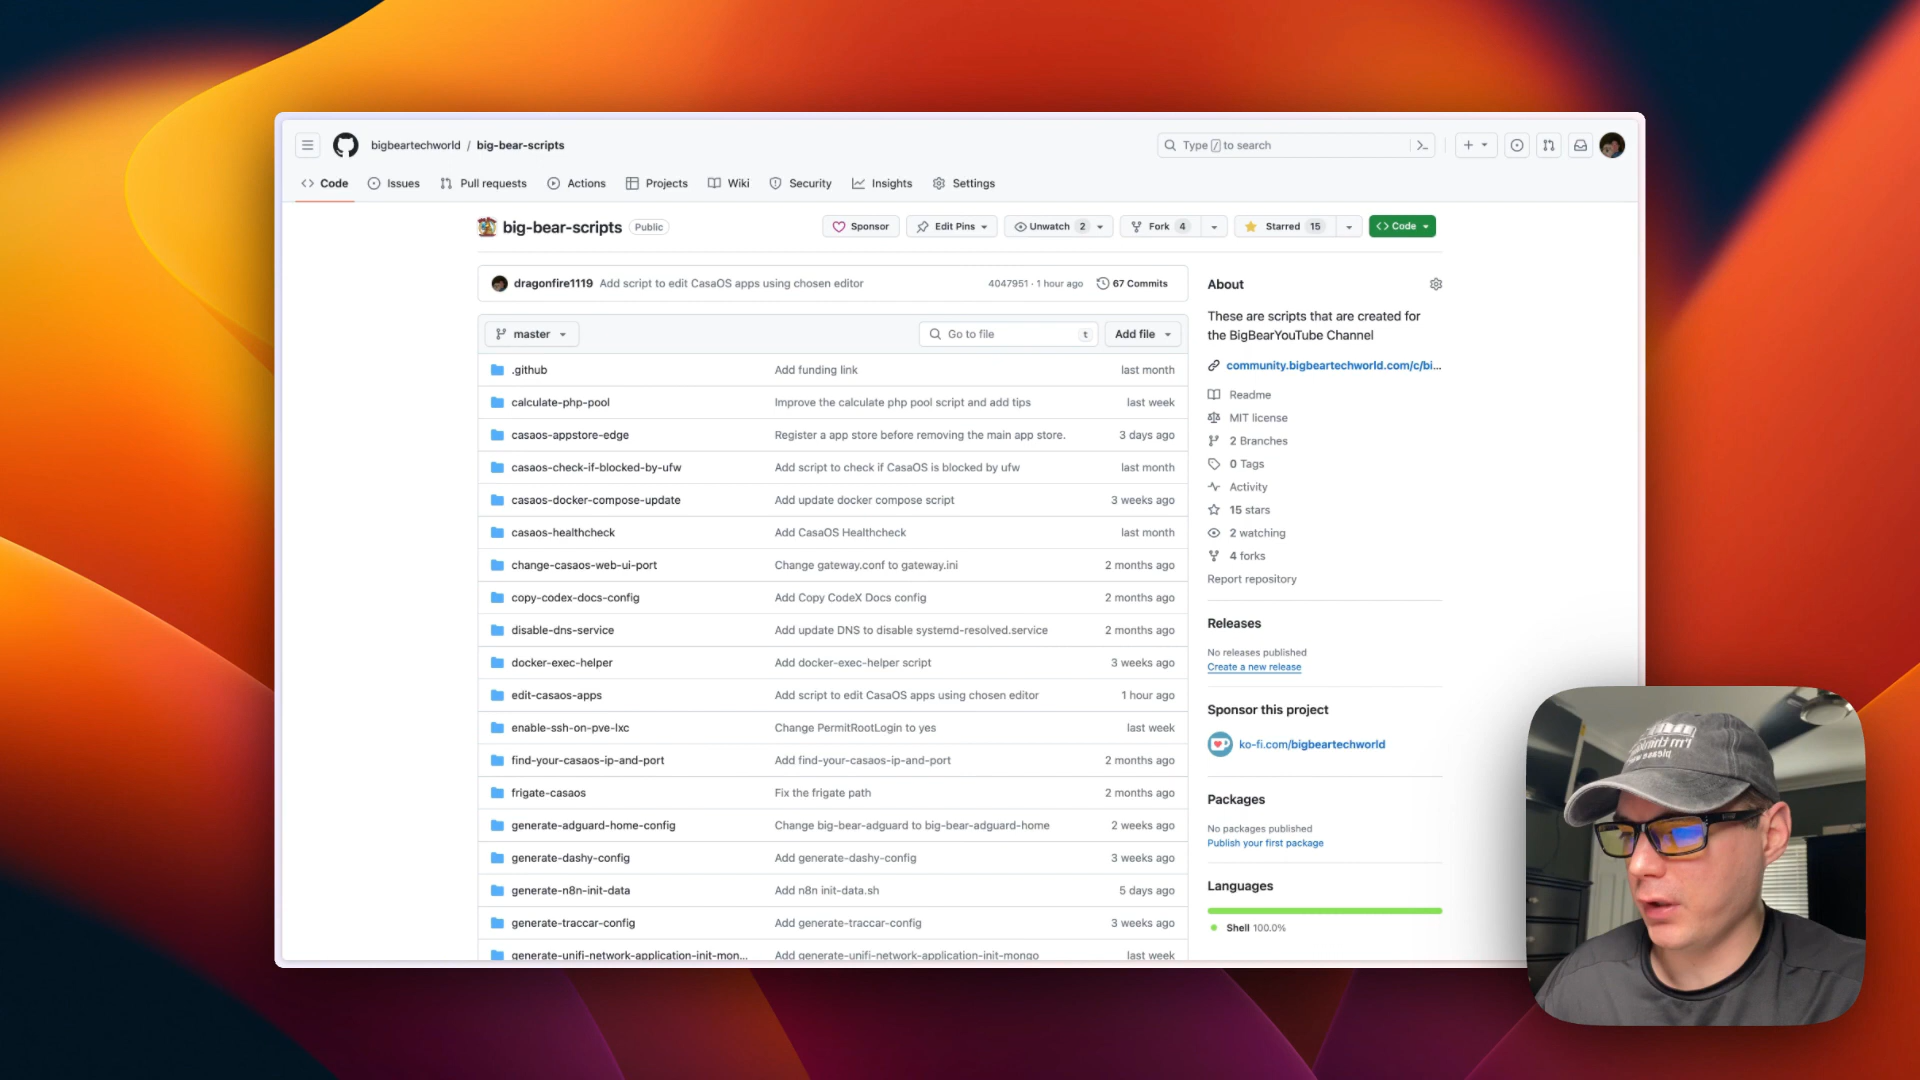 bigbeartechworld / big-bear-scripts
Type / to search
Code
Issues
Pull requests
Actions
Projects
Wiki
Security
Insights
Settings
big-bear-scripts
Public
Sponsor
Edit Pins
Unwatch 2
Fork 4
Starred 15
Code
dragonfire1119 Add script to edit CasaOS apps using chosen editor
4047951 · 1 hour ago
67 Commits
master
Go to file
t
Add file
.github Add funding link last month
calculate-php-pool Improve the calculate php pool script and add tips last week
casaos-appstore-edge Register a app store before removing the main app store. 3 days ago
casaos-check-if-blocked-by-ufw Add script to check if CasaOS is blocked by ufw last month
casaos-docker-compose-update Add update docker compose script 3 weeks ago
casaos-healthcheck Add CasaOS Healthcheck last month
change-casaos-web-ui-port Change gateway.conf to gateway.ini 2 months ago
copy-codex-docs-config Add Copy CodeX Docs config 2 months ago
disable-dns-service Add update DNS to disable systemd-resolved.service 2 months ago
docker-exec-helper Add docker-exec-helper script 3 weeks ago
edit-casaos-apps Add script to edit CasaOS apps using chosen editor 1 hour ago
enable-ssh-on-pve-lxc Change PermitRootLogin to yes last week
find-your-casaos-ip-and-port Add find-your-casaos-ip-and-port 2 months ago
frigate-casaos Fix the frigate path 2 months ago
generate-adguard-home-config Change big-bear-adguard to big-bear-adguard-home 2 weeks ago
generate-dashy-config Add generate-dashy-config 3 weeks ago
generate-n8n-init-data Add n8n init-data.sh 5 days ago
generate-traccar-config Add generate-traccar-config 3 weeks ago
generate-unifi-network-application-init-mon... Add generate-unifi-network-application-init-mongo last week
About
These are scripts that are created for
the BigBearYouTube Channel
community.bigbeartechworld.com/c/bi...
Readme
MIT license
2 Branches
0 Tags
Activity
15 stars
2 watching
4 forks
Report repository
Releases
No releases published
Create a new release
Sponsor this project
ko-fi.com/bigbeartechworld
Packages
No packages published
Publish your first package
Languages
Shell 100.0%